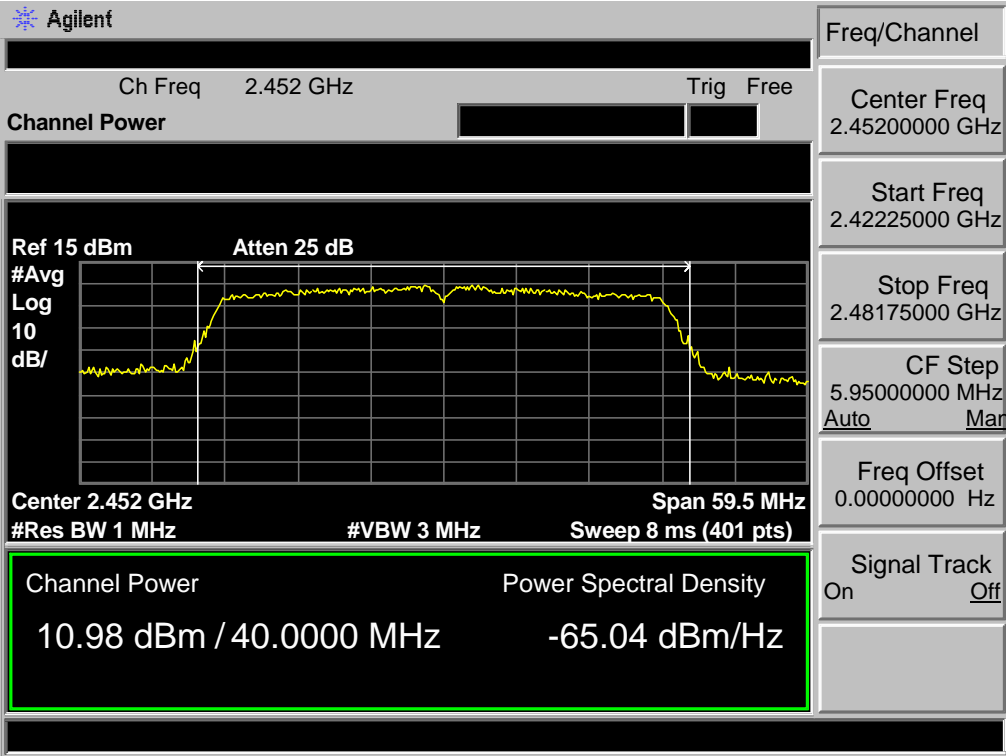 Agilent
Freq/Channel
Ch Freq 2.452 GHz Trig Free
Channel Power
Center Freq
2.45200000 GHz
Start Freq
2.42225000 GHz
Stop Freq
2.48175000 GHz
CF Step
5.95000000 MHz
Auto Man
Freq Offset
0.00000000 Hz
Signal Track
On Off
Ref 15 dBm Atten 25 dB
#Avg
Log
10
dB/
Center 2.452 GHz Span 59.5 MHz
#Res BW 1 MHz #VBW 3 MHz Sweep 8 ms (401 pts)
Channel Power Power Spectral Density
10.98 dBm / 40.0000 MHz -65.04 dBm/Hz